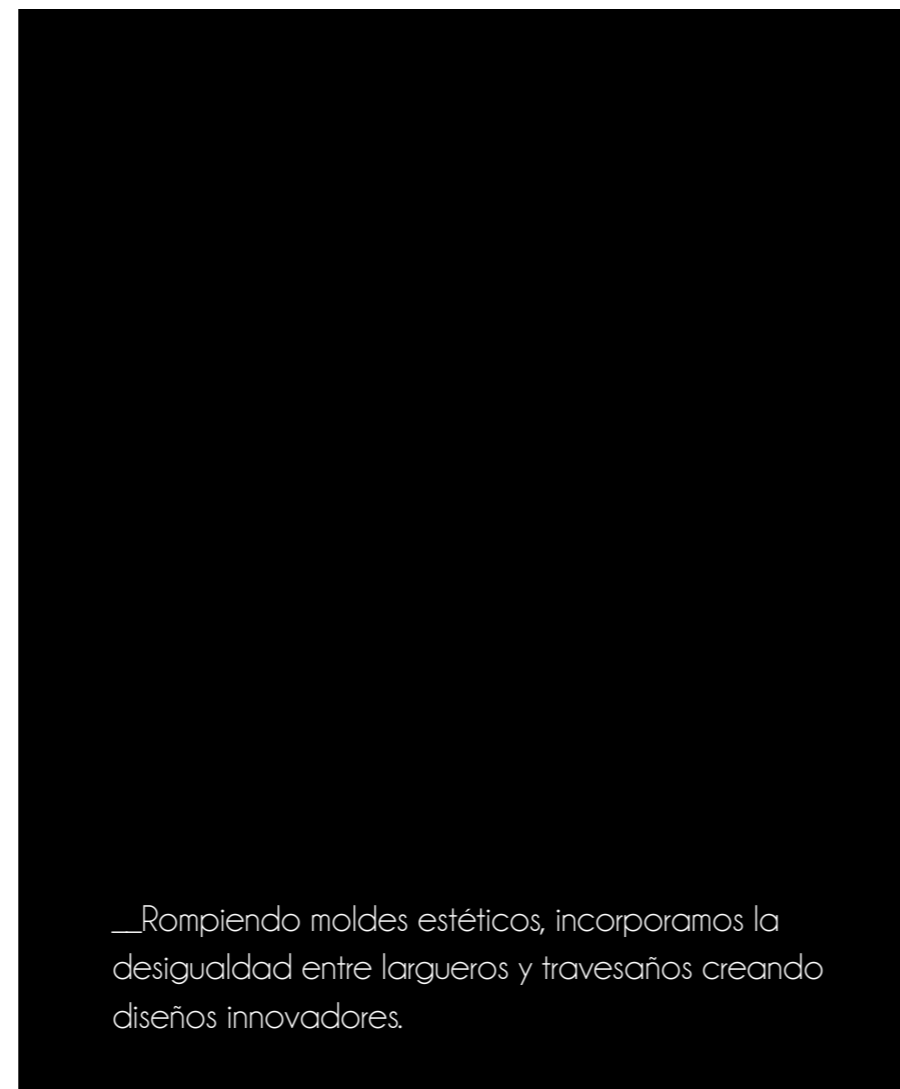 __Rompiendo moldes estéticos, incorporamos la
desigualdad entre largueros y travesaños creando
diseños innovadores.